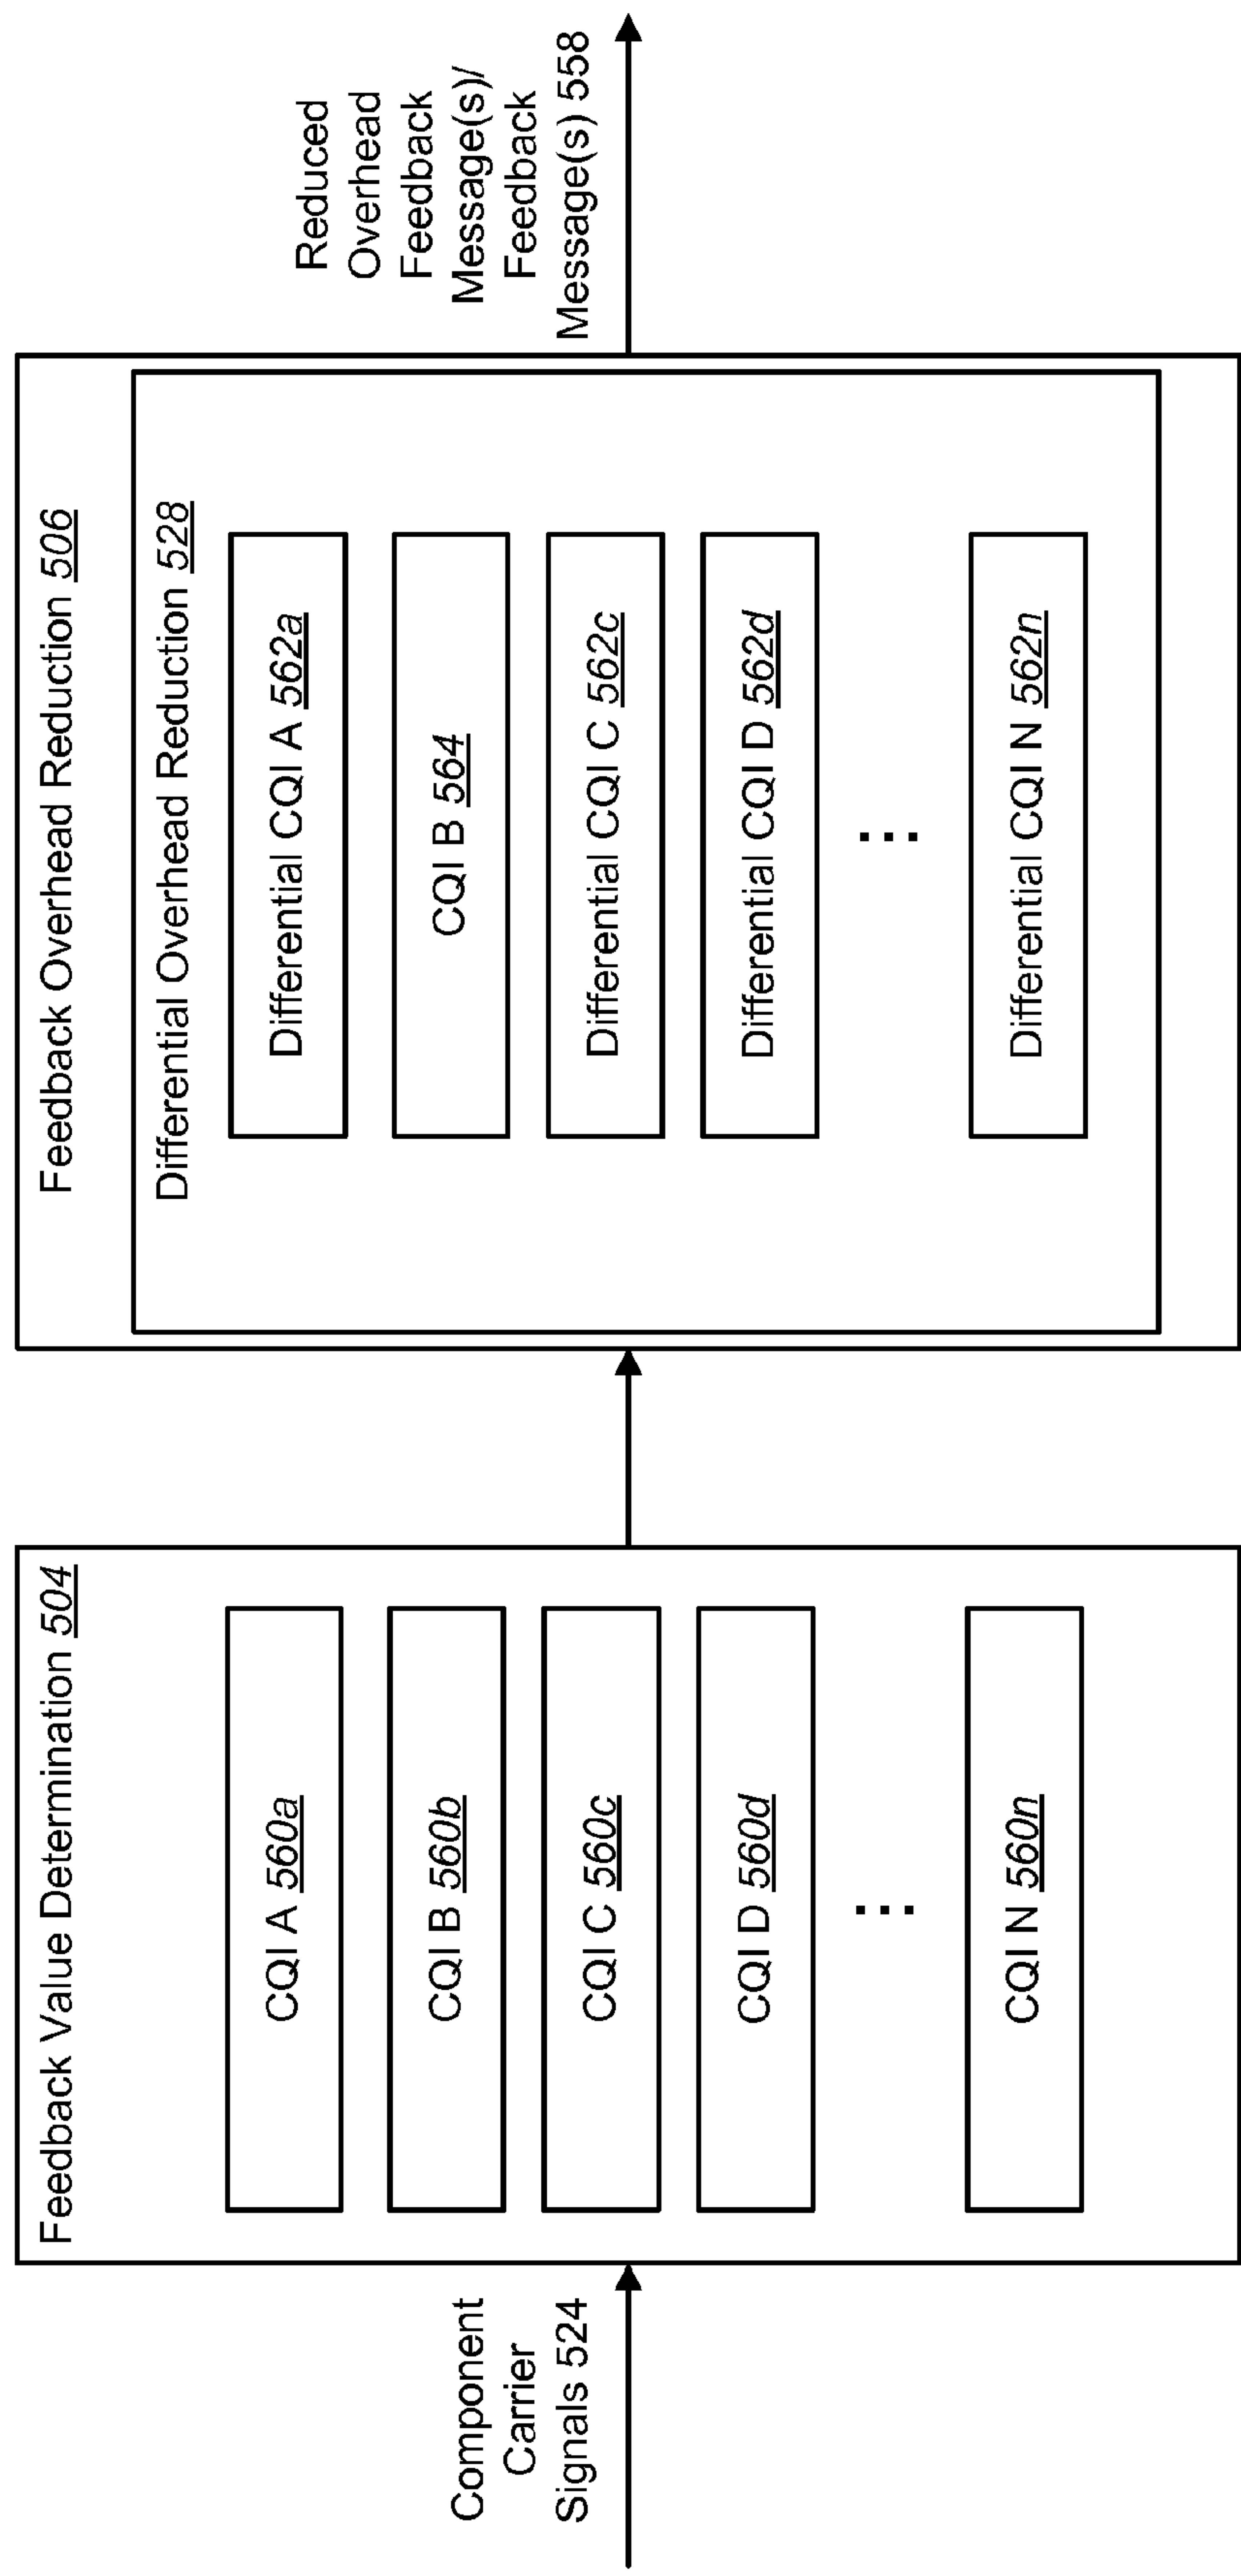 Component
Carrier
Signals 524
Feedback Value Determination 504
CQI A 560a
CQI B 560b
CQI C 560c
CQI D 560d
...
CQI N 560n
Feedback Overhead Reduction 506
Differential Overhead Reduction 528
Differential CQI A 562a
CQI B 564
Differential CQI C 562c
Differential CQI D 562d
...
Differential CQI N 562n
Reduced
Overhead
Feedback
Message(s)/
Feedback
Message(s) 558